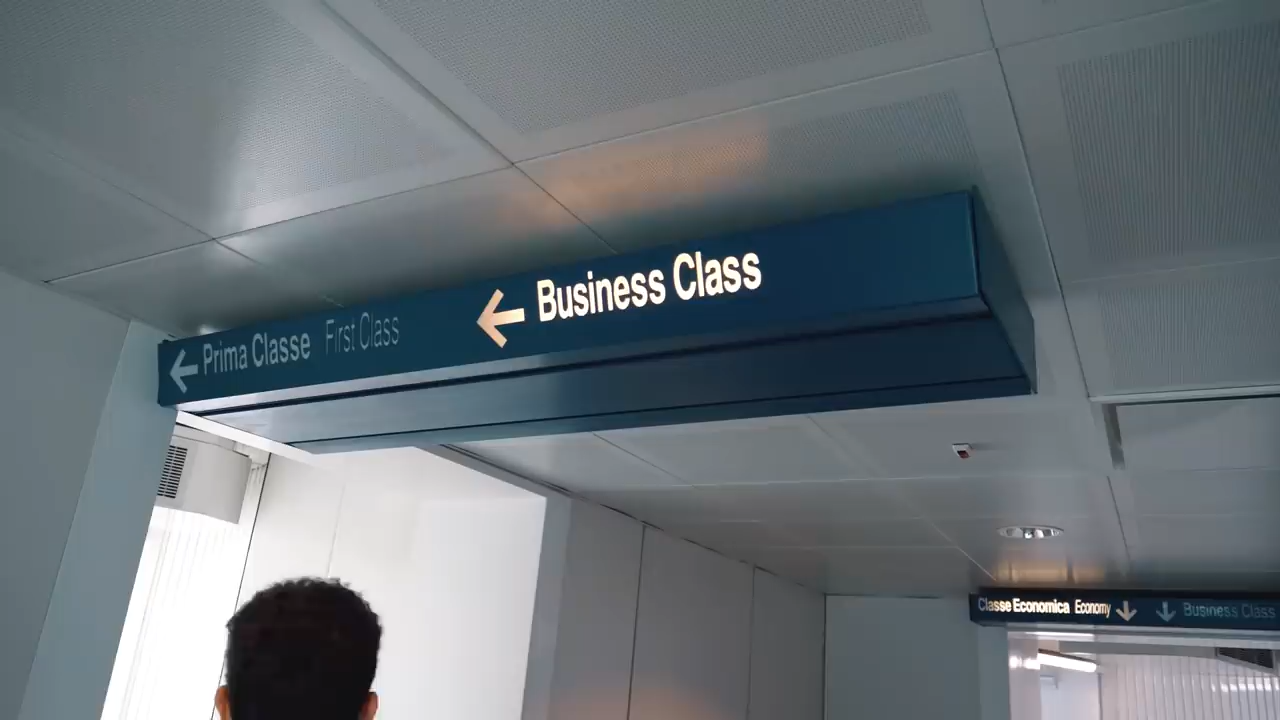 Prima Classe First Class
Business Class
Classe Economica Economy
Business Class